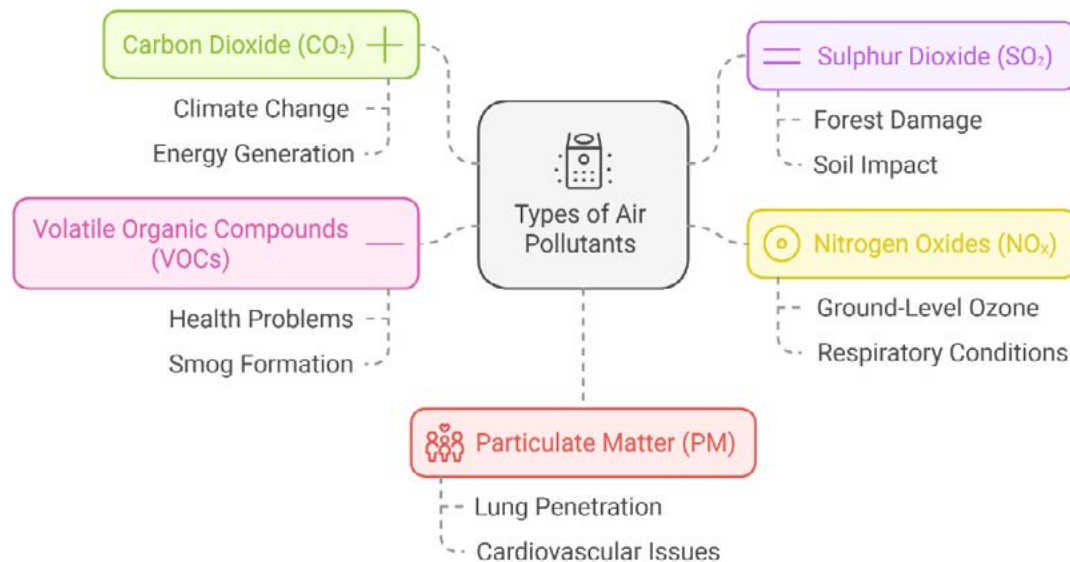 Carbon Dioxide (CO₂)
Climate Change
Energy Generation
Volatile Organic Compounds
(VOCs)
Health Problems
Smog Formation
Types of Air
Pollutants
Sulphur Dioxide (SO₂)
Forest Damage
Soil Impact
Nitrogen Oxides (NOₓ)
Ground-Level Ozone
Respiratory Conditions
Particulate Matter (PM)
Lung Penetration
Cardiovascular Issues